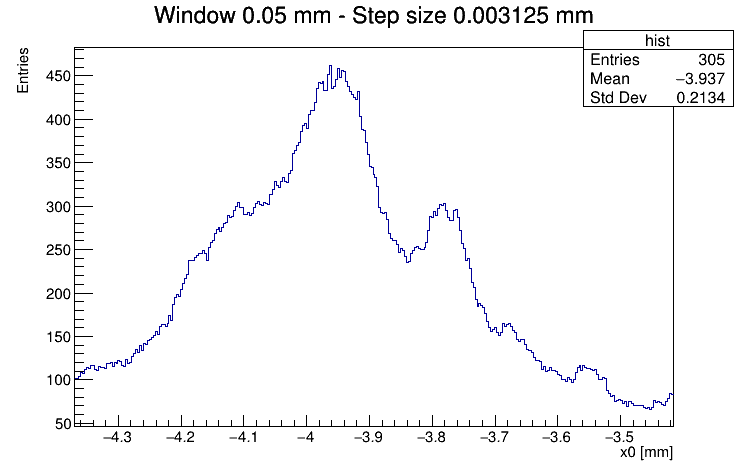 Window 0.05 mm - Step size 0.003125 mm
hist
Entries 305
Mean −3.937
Std Dev 0.2134
Entries
450
400
350
300
250
200
150
100
50
−4.3 −4.2 −4.1 −4 −3.9 −3.8 −3.7 −3.6 −3.5
x0 [mm]